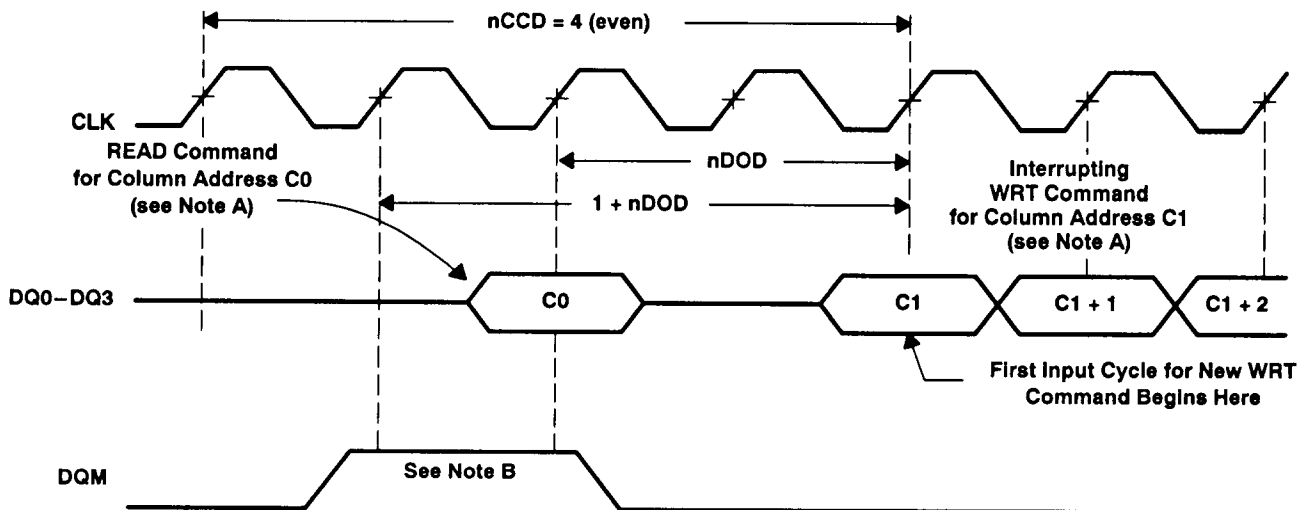 nCCD = 4 (even)
CLK
READ Command
for Column Address C0
(see Note A)
nDOD
1 + nDOD
Interrupting
WRT Command
for Column Address C1
(see Note A)
DQ0–DQ3
C0
C1
C1 + 1
C1 + 2
First Input Cycle for New WRT
Command Begins Here
DQM
See Note B